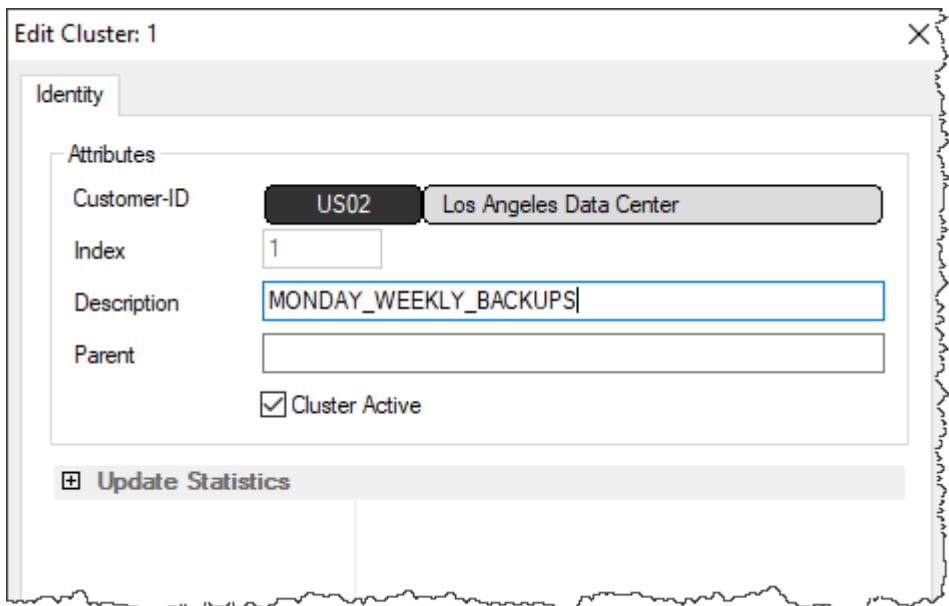 Edit Cluster: 1
Identity
Attributes
Customer-ID US02 Los Angeles Data Center
Index 1
Description MONDAY_WEEKLY_BACKUPS
Parent
Cluster Active
Update Statistics